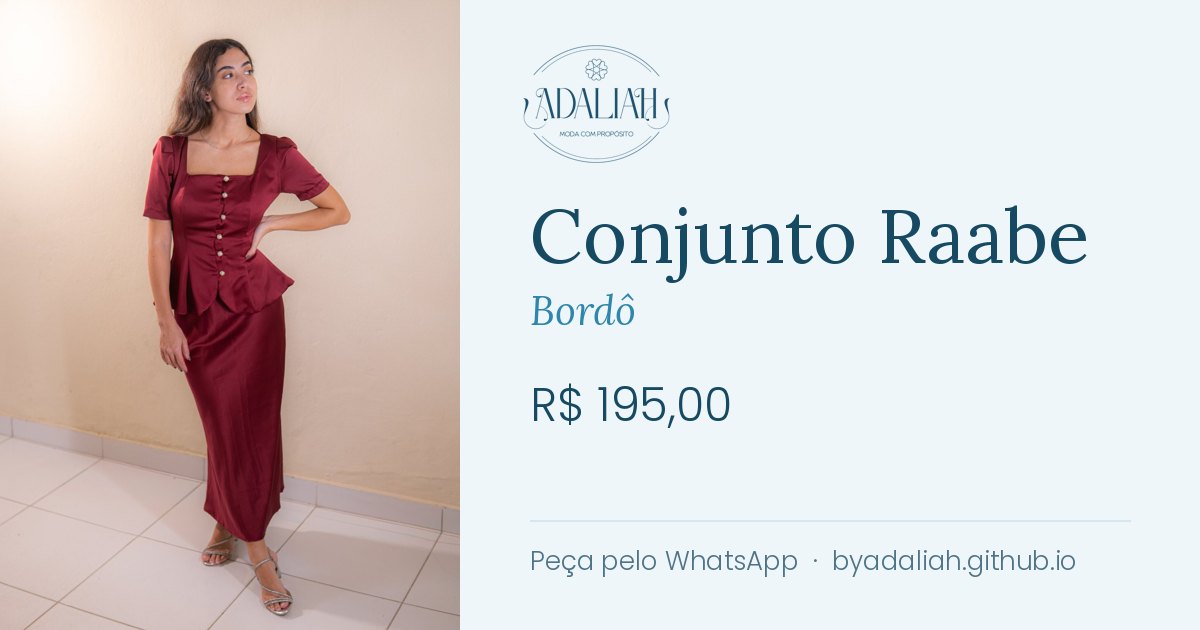 ADALIAH
MODA COM PROPÓSITO
Conjunto Raabe
Bordô
R$ 195,00
Peça pelo WhatsApp · byadaliah.github.io